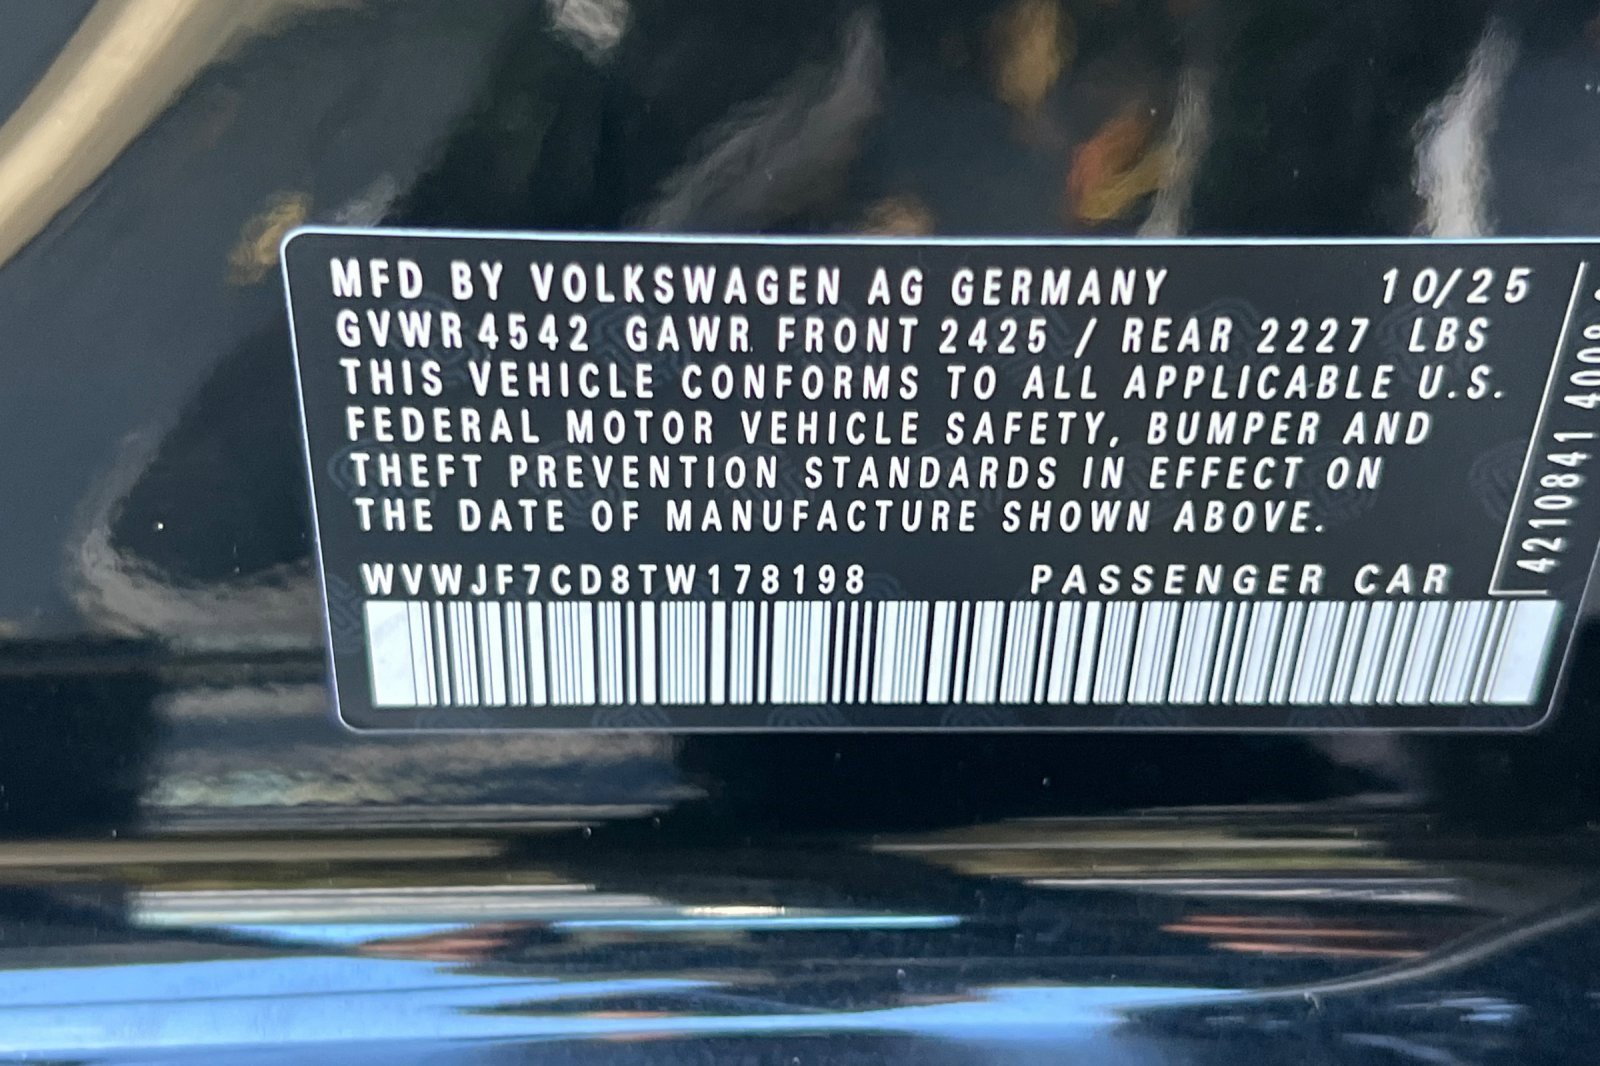 MFD BY VOLKSWAGEN AG GERMANY 10/25
GVWR 4542 GAWR FRONT 2425 / REAR 2227 LBS
THIS VEHICLE CONFORMS TO ALL APPLICABLE U.S.
FEDERAL MOTOR VEHICLE SAFETY, BUMPER AND
THEFT PREVENTION STANDARDS IN EFFECT ON
THE DATE OF MANUFACTURE SHOWN ABOVE.
WVWJF7CD8TW178198 PASSENGER CAR
4210841 4009